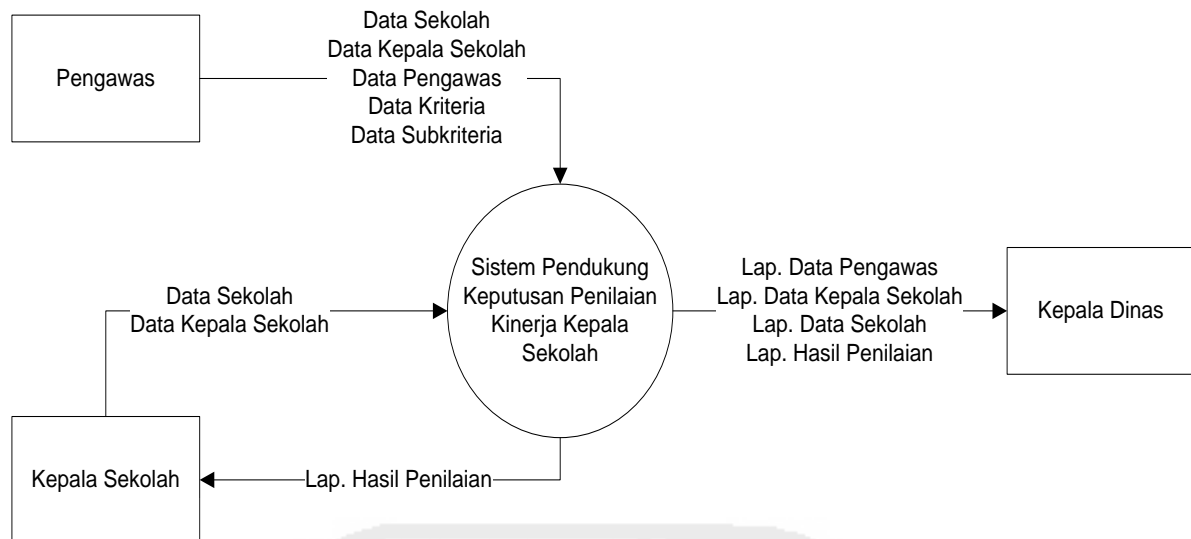 Pengawas
Data Sekolah
Data Kepala Sekolah
Data Pengawas
Data Kriteria
Data Subkriteria
Sistem Pendukung
Keputusan Penilaian
Kinerja Kepala
Sekolah
Data Sekolah
Data Kepala Sekolah
Lap. Data Pengawas
Lap. Data Kepala Sekolah
Lap. Data Sekolah
Lap. Hasil Penilaian
Kepala Dinas
Kepala Sekolah
Lap. Hasil Penilaian